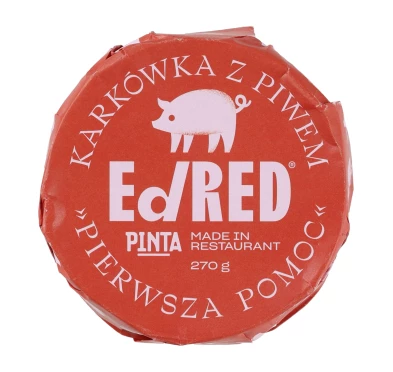 KARKÓWKA Z PIWEM
EdRED®
PINTA
MADE IN
RESTAURANT
270 g
»PIERWSZA POMOC«